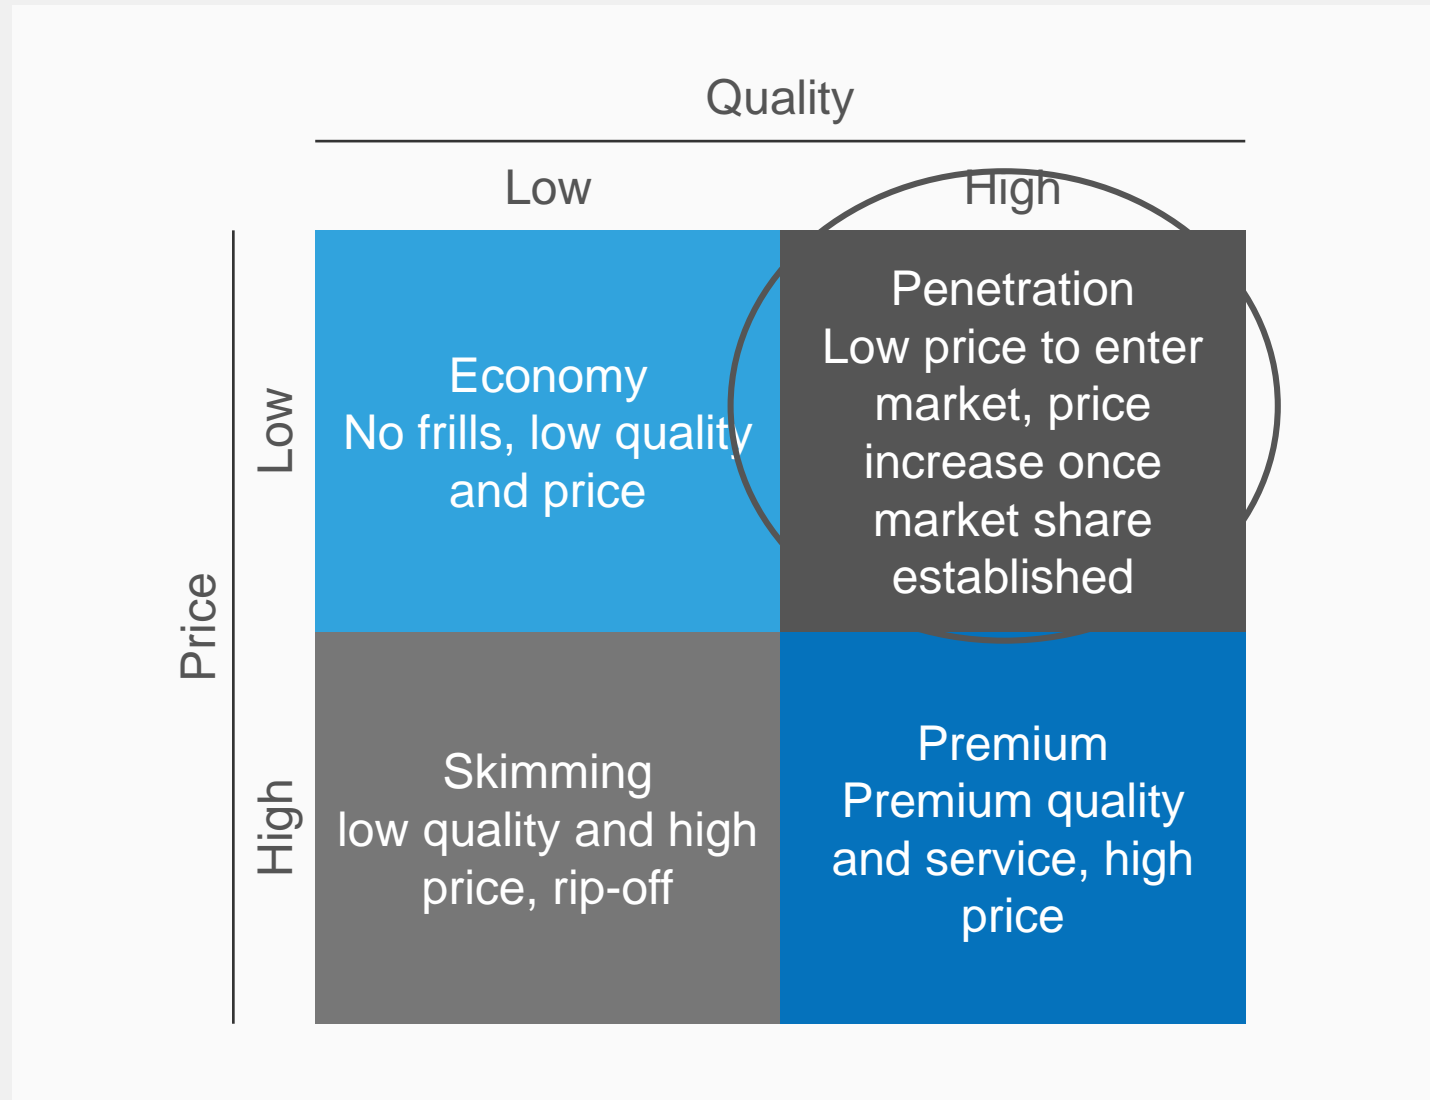 Quality
Low
High
Price
Low
Economy
No frills, low quality
and price
Penetration
Low price to enter
market, price
increase once
market share
established
High
Skimming
low quality and high
price, rip-off
Premium
Premium quality
and service, high
price